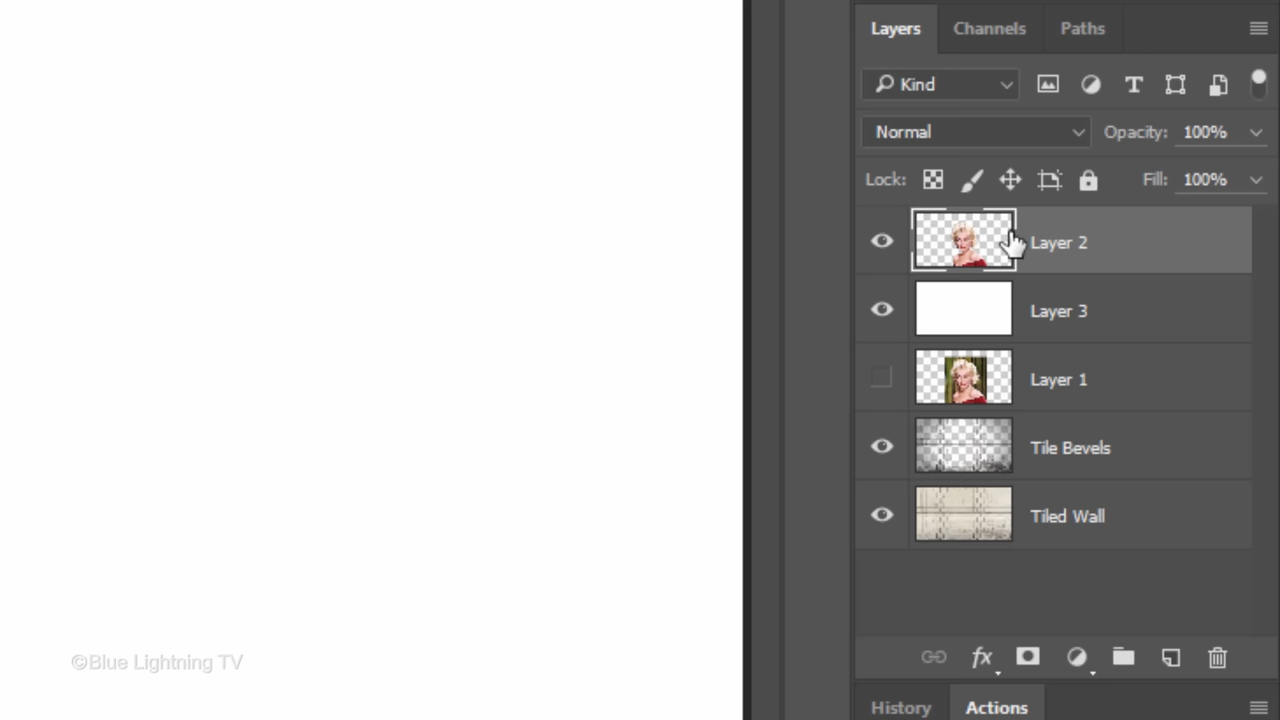 Layers Channels Paths
Kind T
Normal Opacity: 100%
Lock: Fill: 100%
Layer 2
Layer 3
Layer 1
Tile Bevels
Tiled Wall
fx
©Blue Lightning TV
History Actions